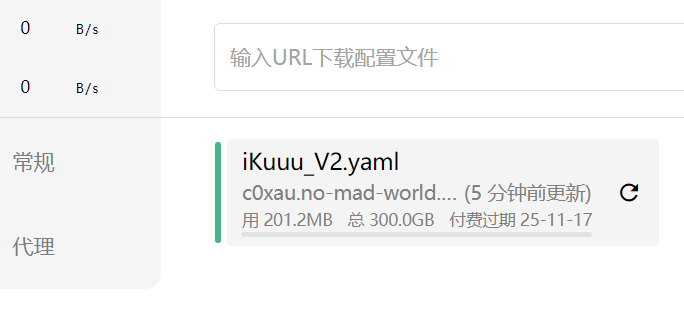 0 B/s
0 B/s
常规
代理
输入URL下载配置文件
iKuuu_V2.yaml
c0xau.no-mad-world.... (5 分钟前更新)
用 201.2MB 总 300.0GB 付费过期 25-11-17